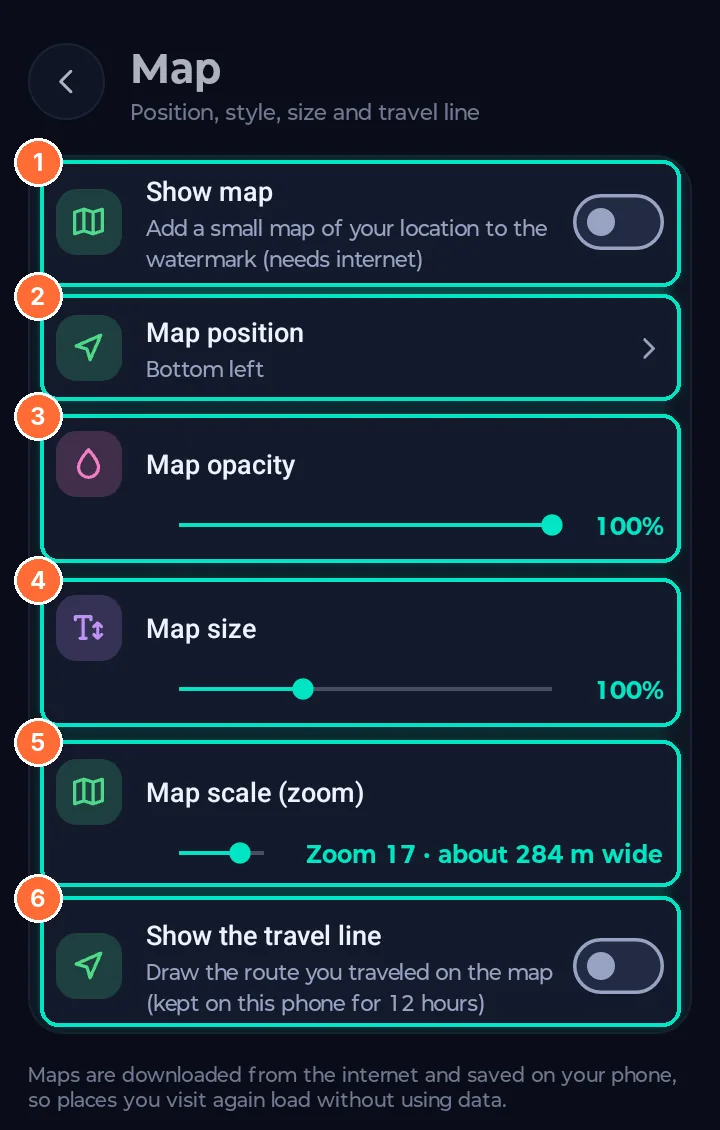 Map
Position, style, size and travel line
1
Show map
Add a small map of your location to the
watermark (needs internet)
2
Map position
Bottom left
3
Map opacity
100%
4
Map size
100%
5
Map scale (zoom)
Zoom 17 · about 284 m wide
6
Show the travel line
Draw the route you traveled on the map
(kept on this phone for 12 hours)
Maps are downloaded from the internet and saved on your phone,
so places you visit again load without using data.